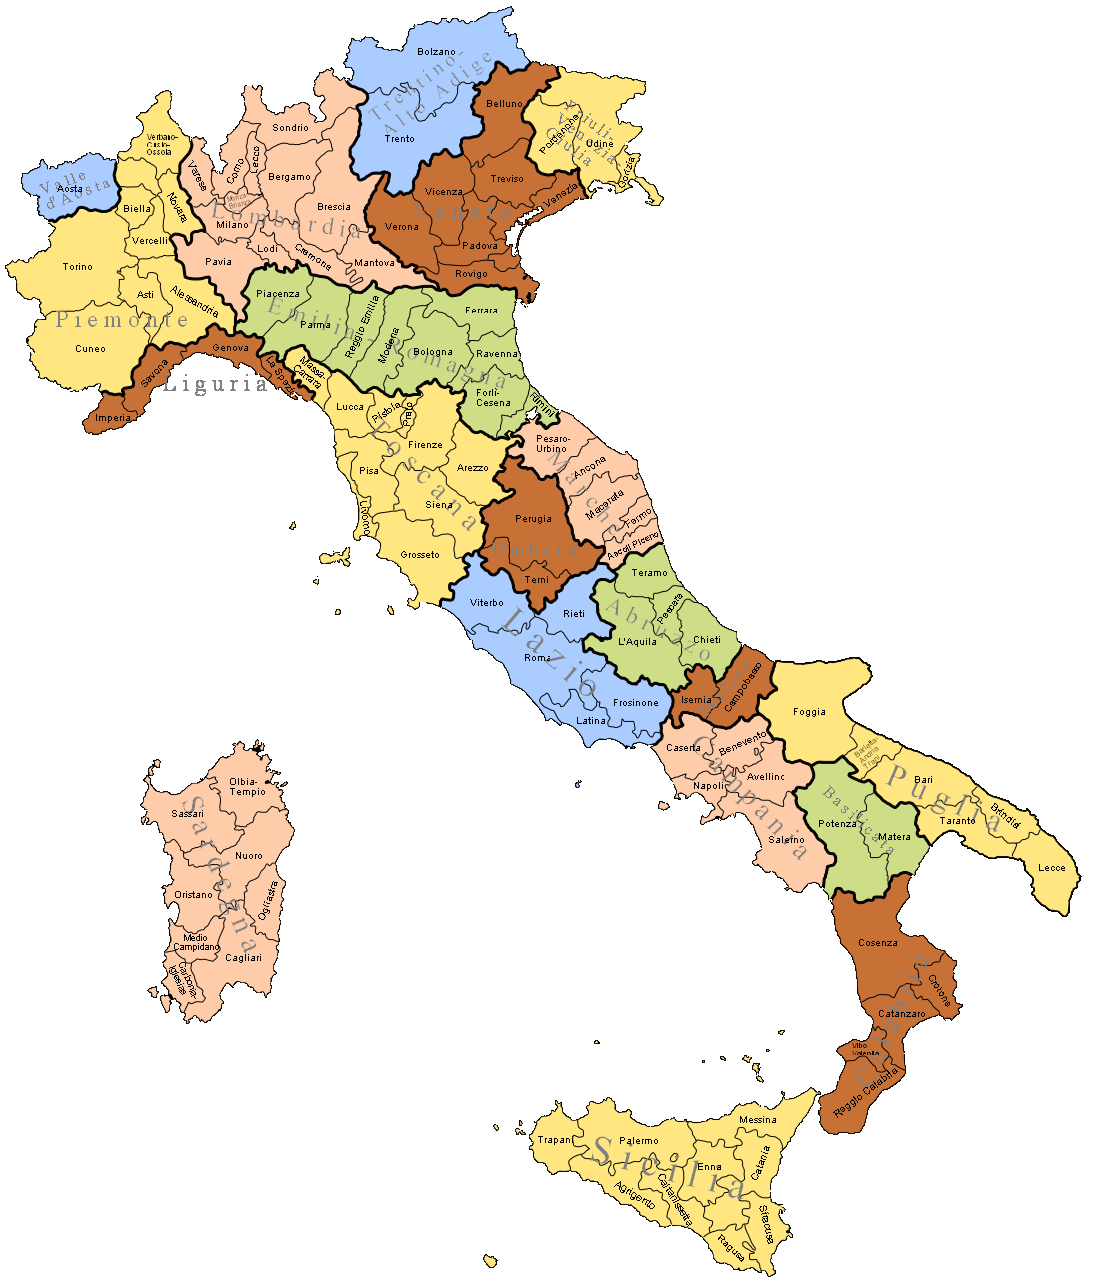 Bolzano
Trentino-
Alto Adige
Trento
Belluno
Friuli-
Venezia
Giulia
Pordenone
Udine
Gorizia
Verbano-
Cusio-
Ossola
Sondrio
Varese
Como
Lecco
Bergamo
Brescia
Monza
Brianza
Milano
Lombardia
Lodi
Cremona
Mantova
Pavia
Valle
d'Aosta
Aosta
Biella
Novara
Vercelli
Torino
Asti
Alessandria
Piemonte
Cuneo
Vicenza
Treviso
Veneto
Venezia
Verona
Padova
Rovigo
Piacenza
Parma
Reggio Emilia
Modena
Bologna
Ferrara
Ravenna
Emilia - Romagna
Forlì-
Cesena
Rimini
Genova
Savona
La Spezia
Liguria
Imperia
Massa-
Carrara
Lucca
Pistoia
Prato
Firenze
Pisa
Arezzo
Toscana
Livorno
Siena
Grosseto
Pesaro-
Urbino
Ancona
Marche
Macerata
Fermo
Ascoli Piceno
Perugia
Umbria
Terni
Viterbo
Rieti
Lazio
Roma
Frosinone
Latina
Teramo
Pescara
Abruzzo
L'Aquila
Chieti
Isernia
Campobasso
Foggia
Barletta-
Andria
Trani
Bari
Puglia
Brindisi
Taranto
Lecce
Caserta
Benevento
Avellino
Napoli
Campania
Salerno
Basilicata
Potenza
Matera
Olbia-
Tempio
Sassari
Sardegna
Nuoro
Oristano
Ogliastra
Medio
Campidano
Cagliari
Carbonia-
Iglesias
Cosenza
Calabria
Crotone
Catanzaro
Vibo
Valentia
Reggio Calabria
Messina
Trapani
Palermo
Sicilia
Enna
Catania
Agrigento
Caltanissetta
Siracusa
Ragusa